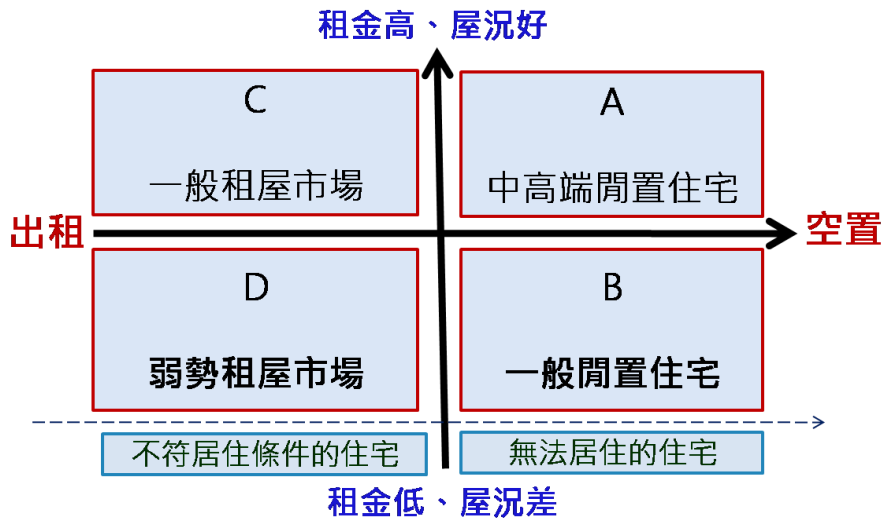 租金高、屋況好
C
一般租屋市場
A
中高端閒置住宅
出租
空置
D
弱勢租屋市場
B
一般閒置住宅
不符居住條件的住宅
無法居住的住宅
租金低、屋況差